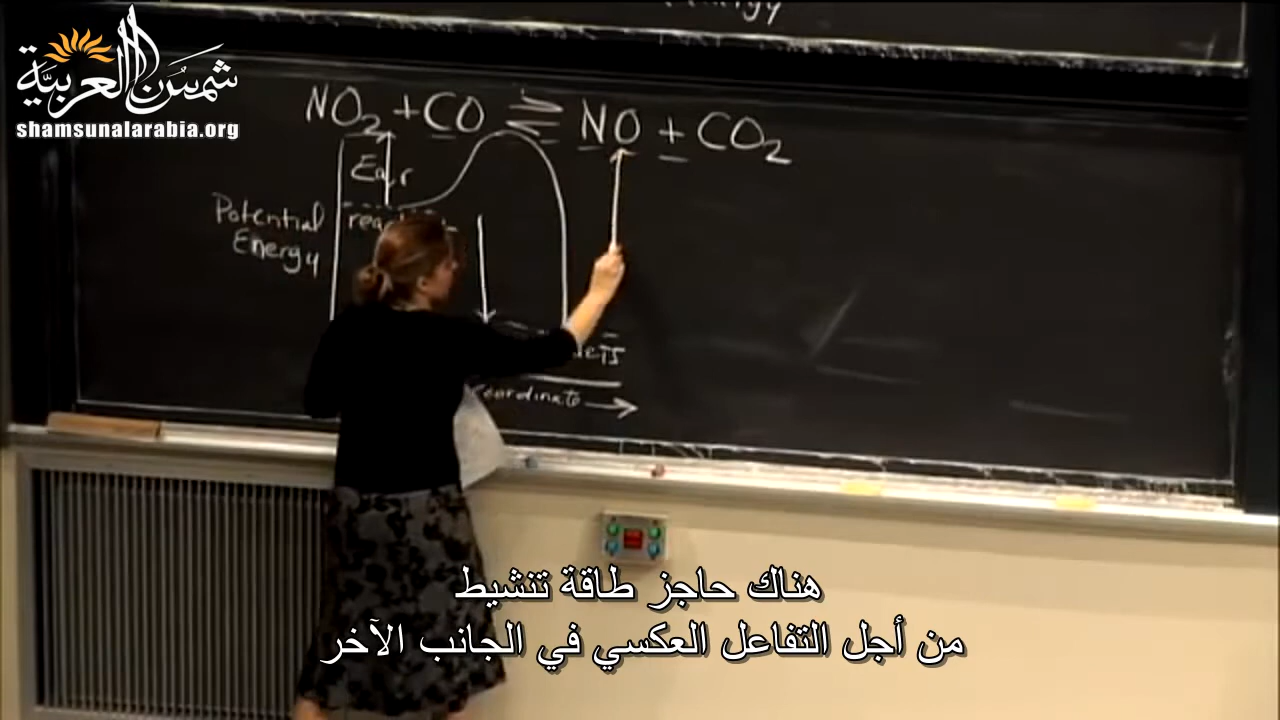 شمس العربية
shamsunalarabia.org
NO₂ + CO ⇌ NO + CO₂
Potential
Energy
coordinate
هناك حاجز طاقة تنشيط
من أجل التفاعل العكسي في الجانب الآخر